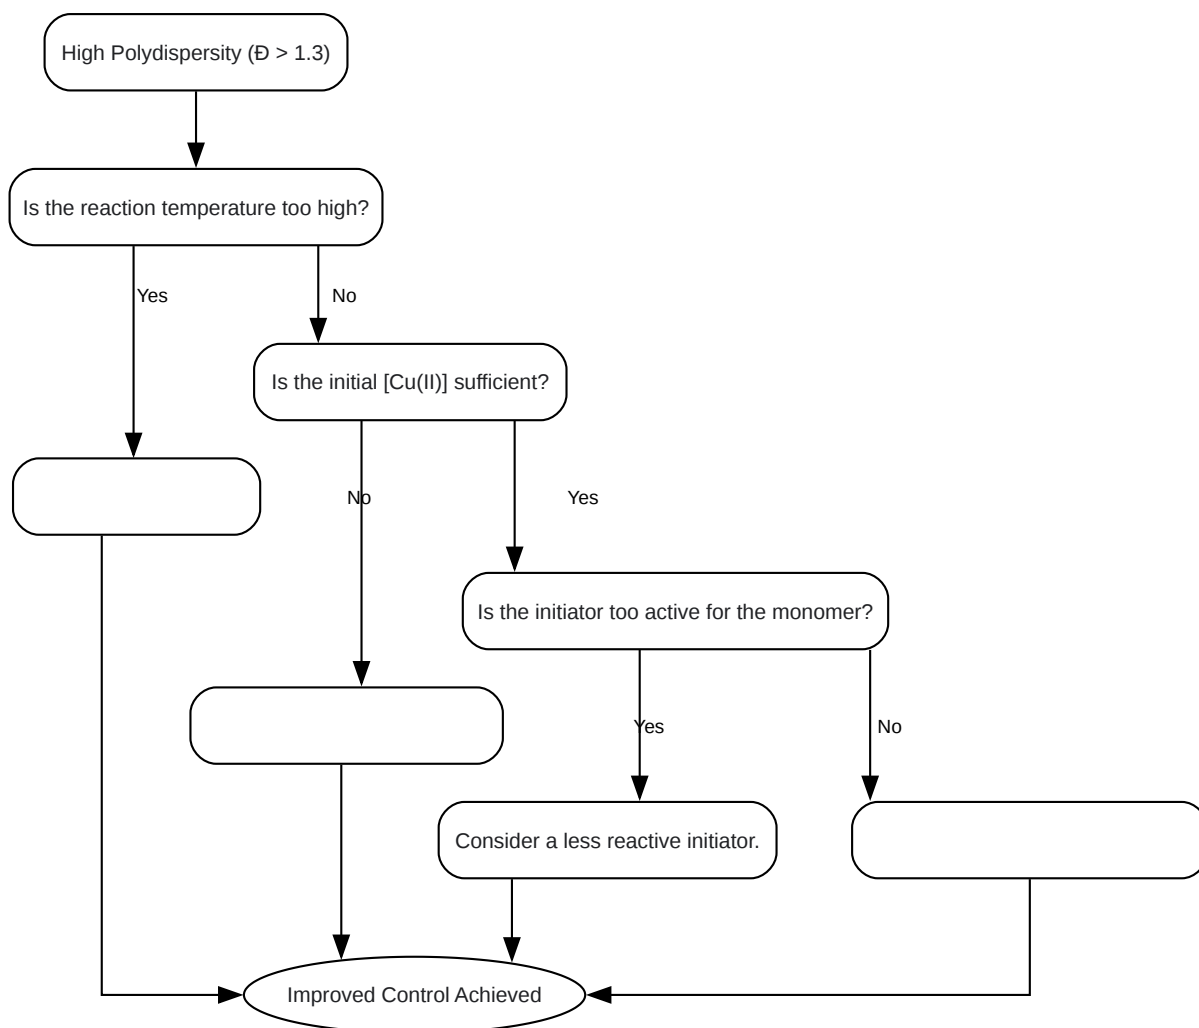 High Polydispersity (Đ > 1.3)
Is the reaction temperature too high?
Yes
No
Is the initial [Cu(II)] sufficient?
No
Yes
Is the initiator too active for the monomer?
Yes
No
Consider a less reactive initiator.
Improved Control Achieved